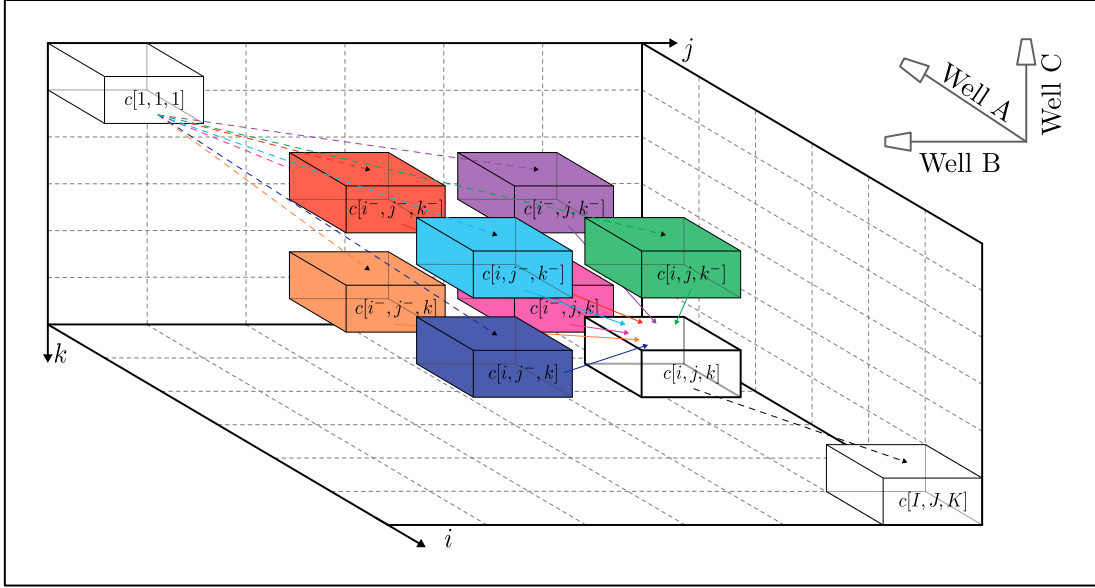 j
Well A
Well C
Well B
c[1, 1, 1]
c[i⁻, j⁻, k⁻]
c[i⁻, j, k⁻]
c[i, j⁻, k⁻]
c[i, j, k⁻]
c[i⁻, j⁻, k]
c[i⁻, j, k]
k
c[i, j⁻, k]
c[i, j, k]
c[I, J, K]
i